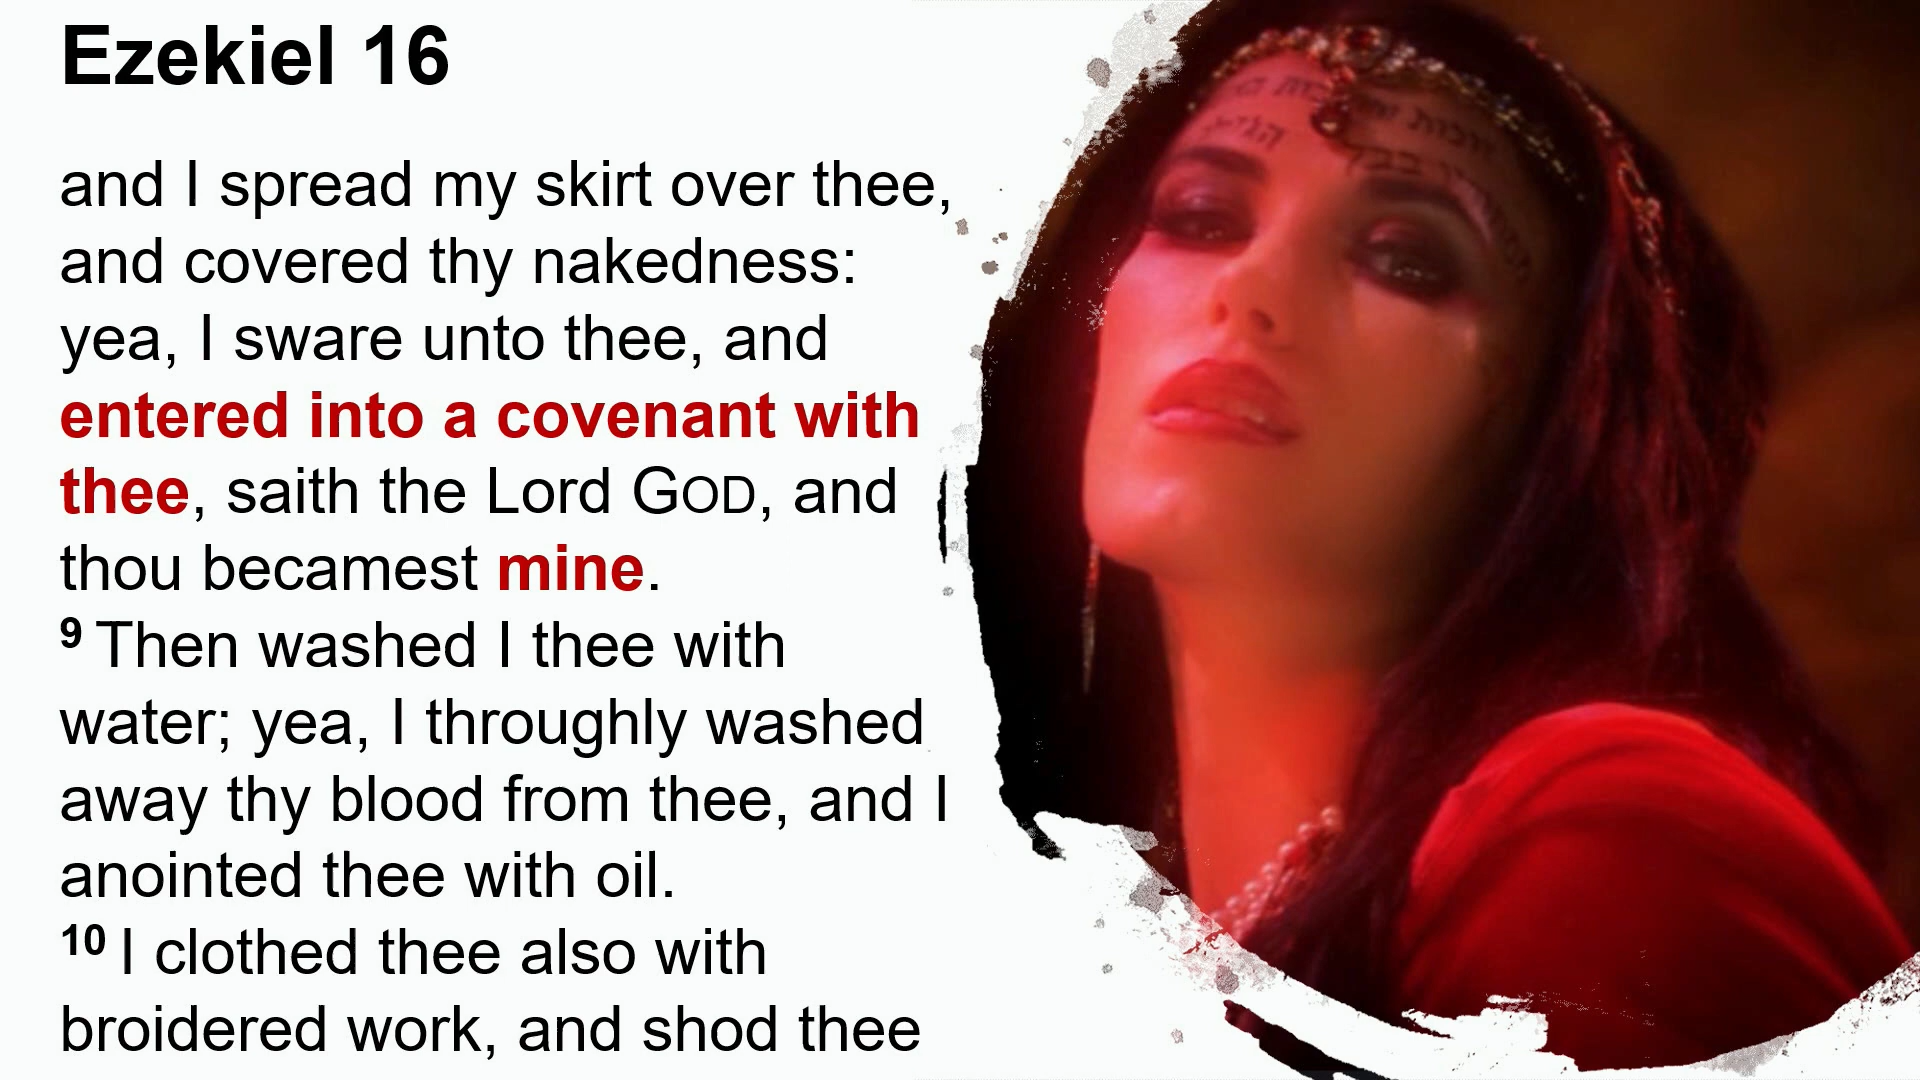 Ezekiel 16
and I spread my skirt over thee,
and covered thy nakedness:
yea, I sware unto thee, and
entered into a covenant with
thee, saith the Lord GOD, and
thou becamest mine.
9 Then washed I thee with
water; yea, I throughly washed
away thy blood from thee, and I
anointed thee with oil.
10 I clothed thee also with
broidered work, and shod thee